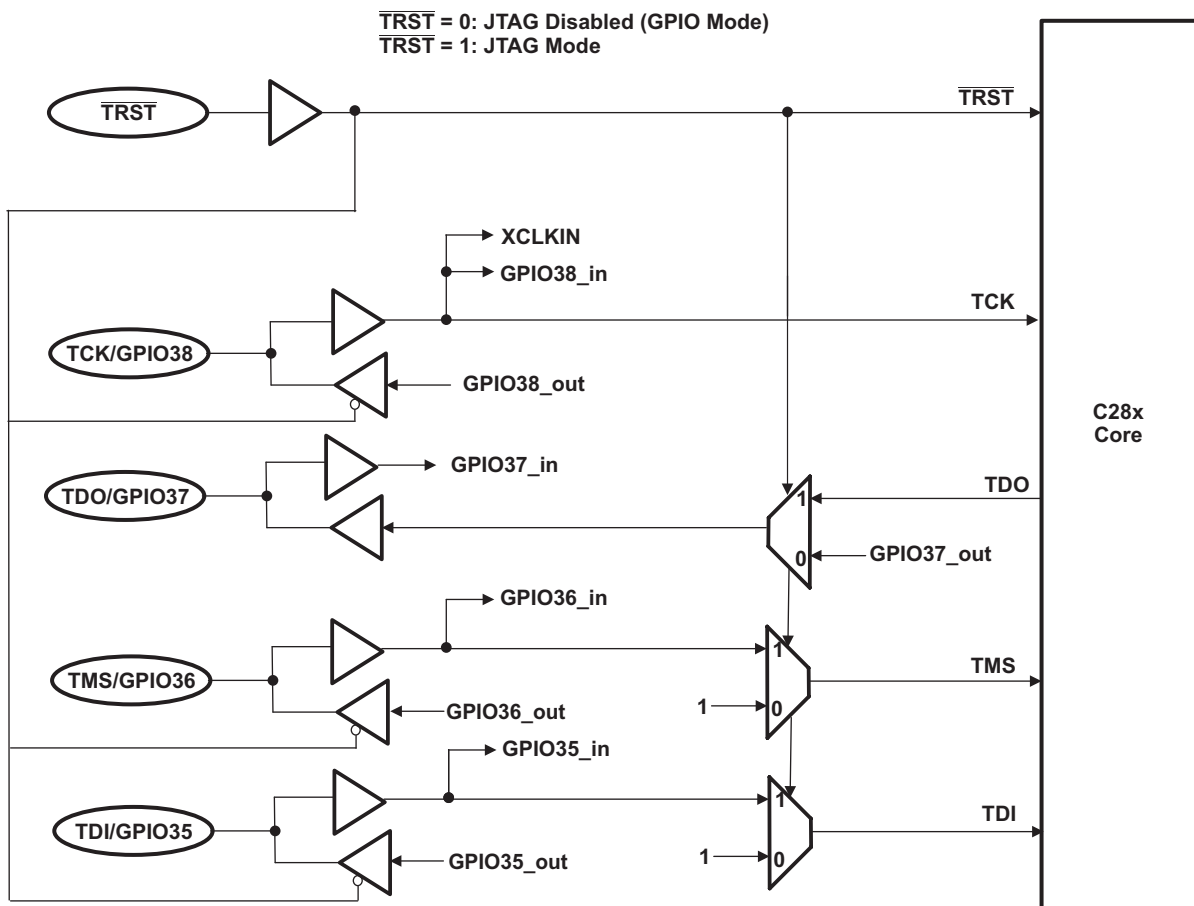 TRST = 0: JTAG Disabled (GPIO Mode)
TRST = 1: JTAG Mode
TRST
TRST
XCLKIN
GPIO38_in
TCK
TCK/GPIO38
GPIO38_out
C28x
Core
GPIO37_in
TDO/GPIO37
TDO
1
0
GPIO37_out
GPIO36_in
1
TMS/GPIO36
TMS
GPIO36_out
1
0
GPIO35_in
1
TDI/GPIO35
TDI
GPIO35_out
1
0